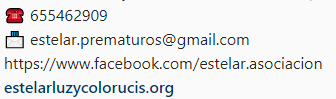 655462909
estelar.prematuros@gmail.com
https://www.facebook.com/estelar.asociacion
estelarluzycolorucis.org